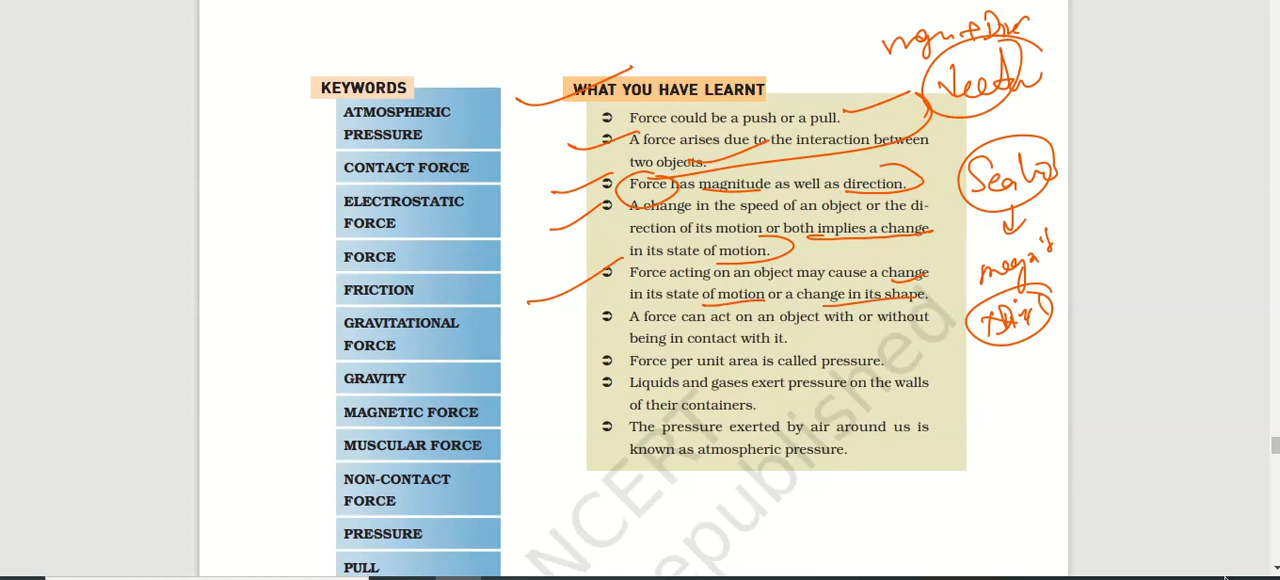 KEYWORDS
ATMOSPHERIC
PRESSURE
CONTACT FORCE
ELECTROSTATIC
FORCE
FORCE
FRICTION
GRAVITATIONAL
FORCE
GRAVITY
MAGNETIC FORCE
MUSCULAR FORCE
NON-CONTACT
FORCE
PRESSURE
PULL
WHAT YOU HAVE LEARNT
➲ Force could be a push or a pull.
➲ A force arises due to the interaction between
two objects.
➲ Force has magnitude as well as direction.
➲ A change in the speed of an object or the di-
rection of its motion or both implies a change
in its state of motion.
➲ Force acting on an object may cause a change
in its state of motion or a change in its shape.
➲ A force can act on an object with or without
being in contact with it.
➲ Force per unit area is called pressure.
➲ Liquids and gases exert pressure on the walls
of their containers.
➲ The pressure exerted by air around us is
known as atmospheric pressure.
NCERT
republished